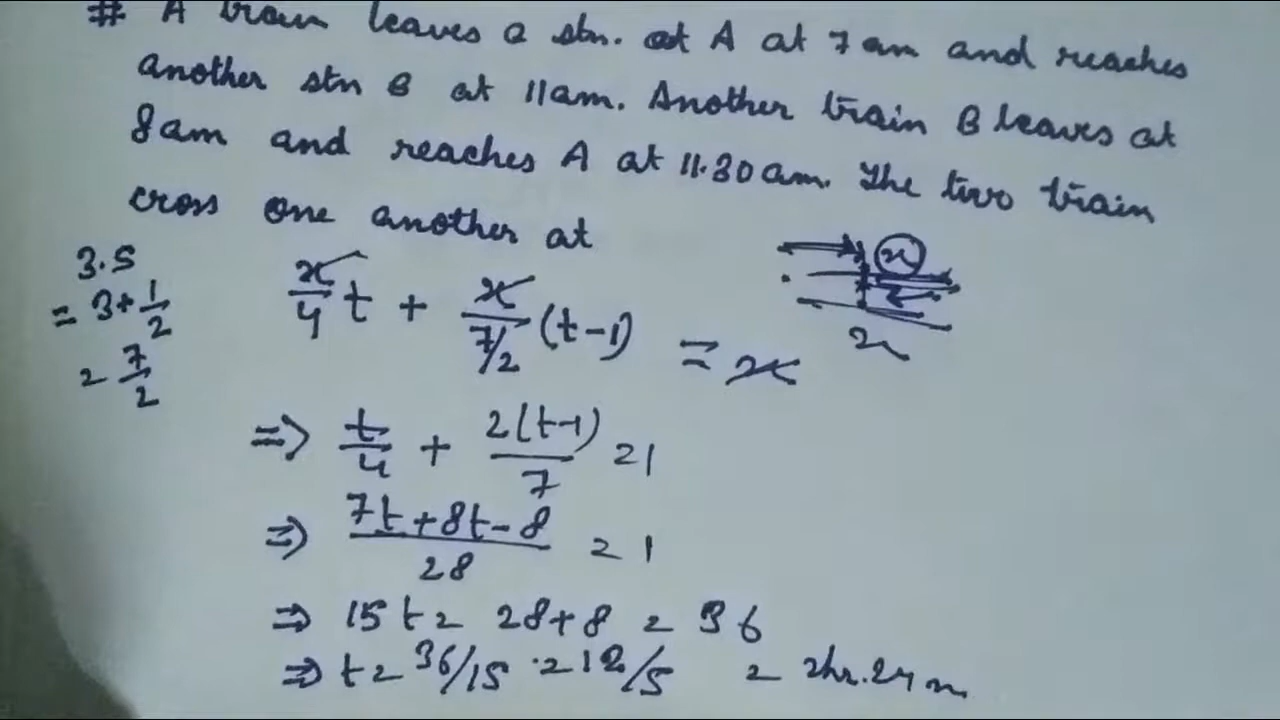 # A train leaves a stn. at A at 7 am and reaches
another stn B at 11am. Another train B leaves at
8am and reaches A at 11.30am. The two train
cross one another at
3.5
= 3+1/2
= 7/2
x/4 t + x/(7/2) (t-1) = x
x
x
=> t/4 + 2(t-1)/7 = 1
=> (7t+8t-8)/28 = 1
=> 15t = 28+8 = 36
=> t = 36/15 = 12/5 = 2hr.24m